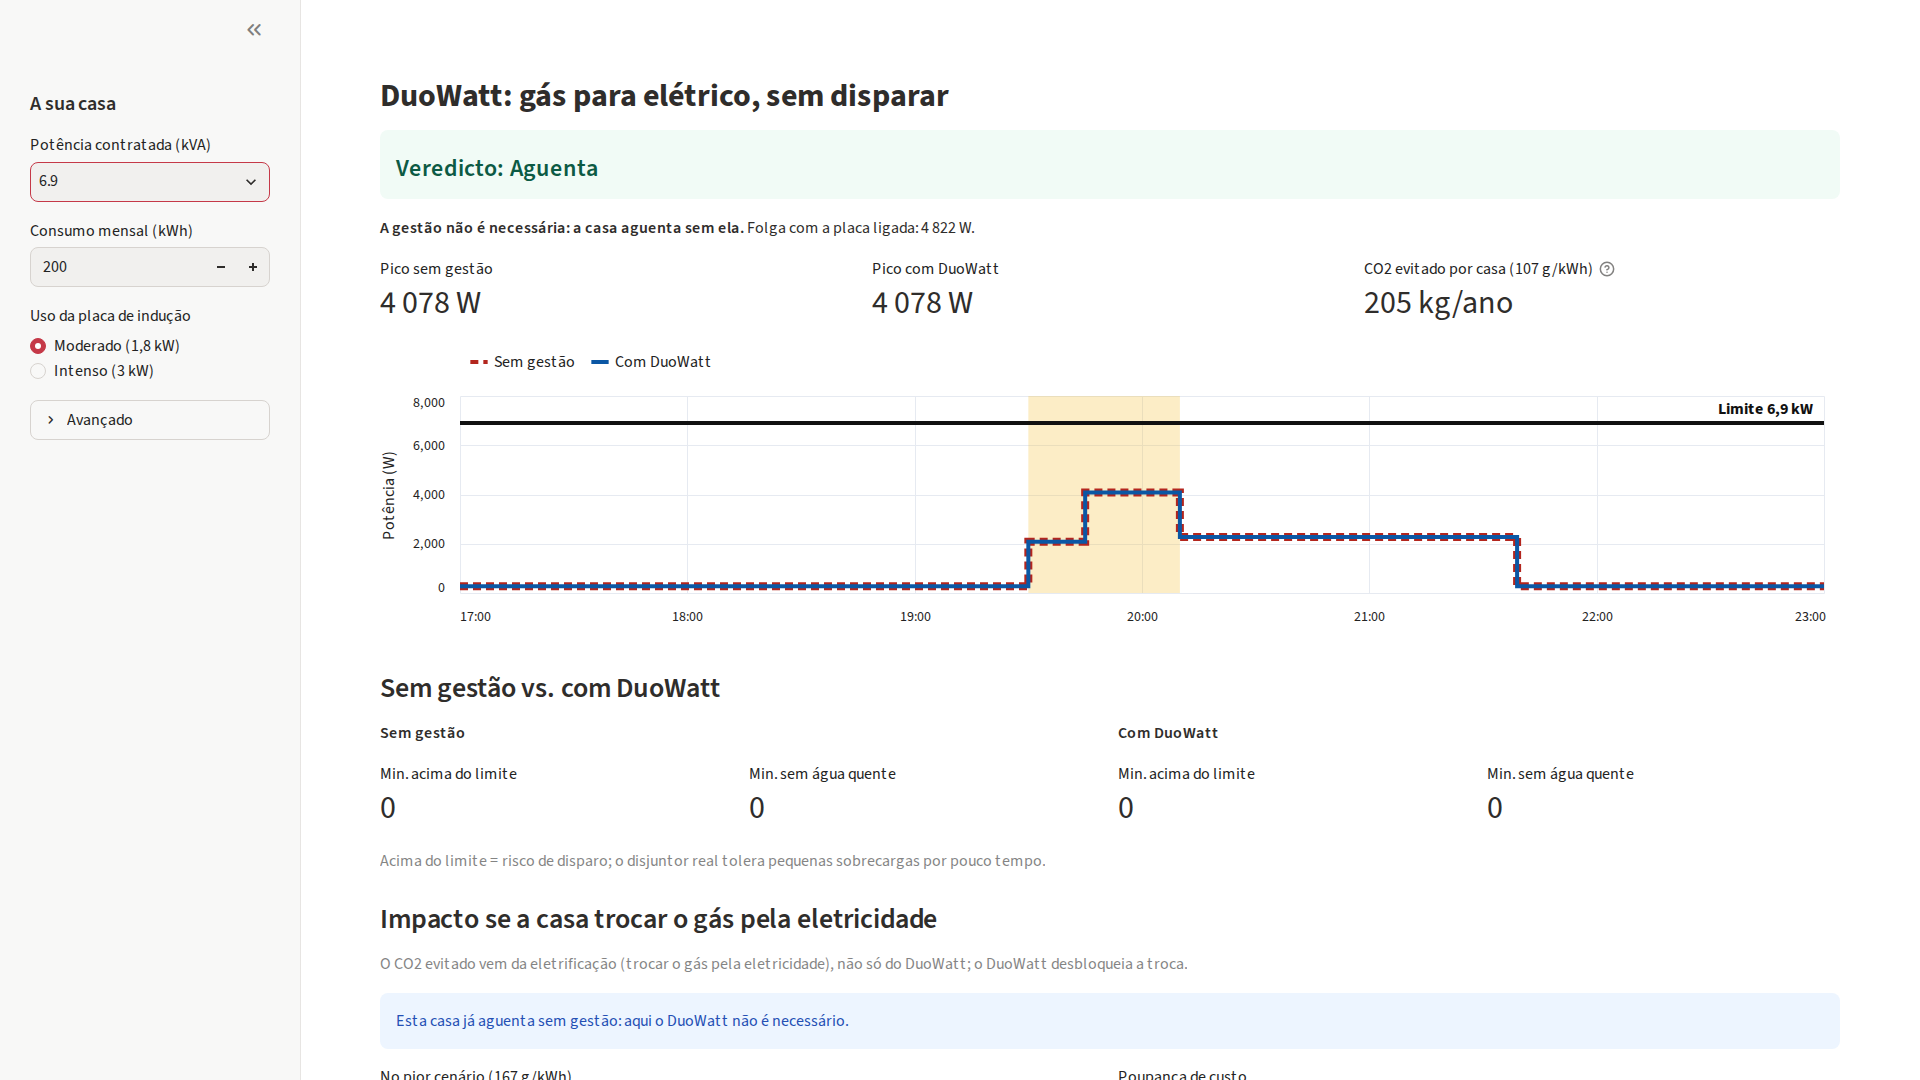 A sua casa
Potência contratada (kVA)
6.9
Consumo mensal (kWh)
200
Uso da placa de indução
Moderado (1,8 kW)
Intenso (3 kW)
Avançado
DuoWatt: gás para elétrico, sem disparar
Veredicto: Aguenta
A gestão não é necessária: a casa aguenta sem ela. Folga com a placa ligada: 4 822 W.
Pico sem gestão
4 078 W
Pico com DuoWatt
4 078 W
CO2 evitado por casa (107 g/kWh)
205 kg/ano
Sem gestão
Com DuoWatt
Potência (W)
8,000
6,000
4,000
2,000
0
Limite 6,9 kW
17:00
18:00
19:00
20:00
21:00
22:00
23:00
Sem gestão vs. com DuoWatt
Sem gestão
Com DuoWatt
Min. acima do limite
0
Min. sem água quente
0
Min. acima do limite
0
Min. sem água quente
0
Acima do limite = risco de disparo; o disjuntor real tolera pequenas sobrecargas por pouco tempo.
Impacto se a casa trocar o gás pela eletricidade
O CO2 evitado vem da eletrificação (trocar o gás pela eletricidade), não só do DuoWatt; o DuoWatt desbloqueia a troca.
Esta casa já aguenta sem gestão: aqui o DuoWatt não é necessário.
No pior cenário (167 g/kWh)
Poupança de custo